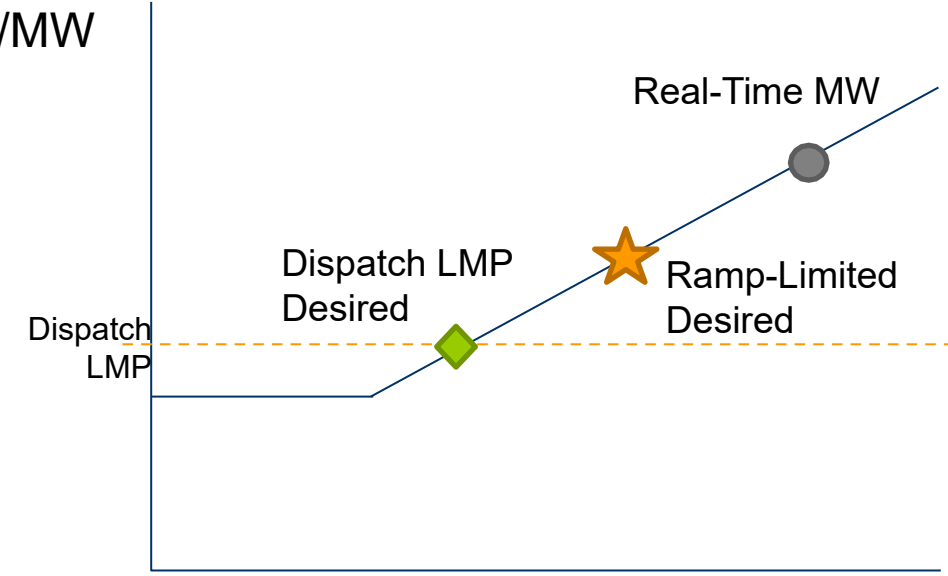 /MW
Real-Time MW
Dispatch LMP
Desired
Ramp-Limited
Desired
Dispatch
LMP